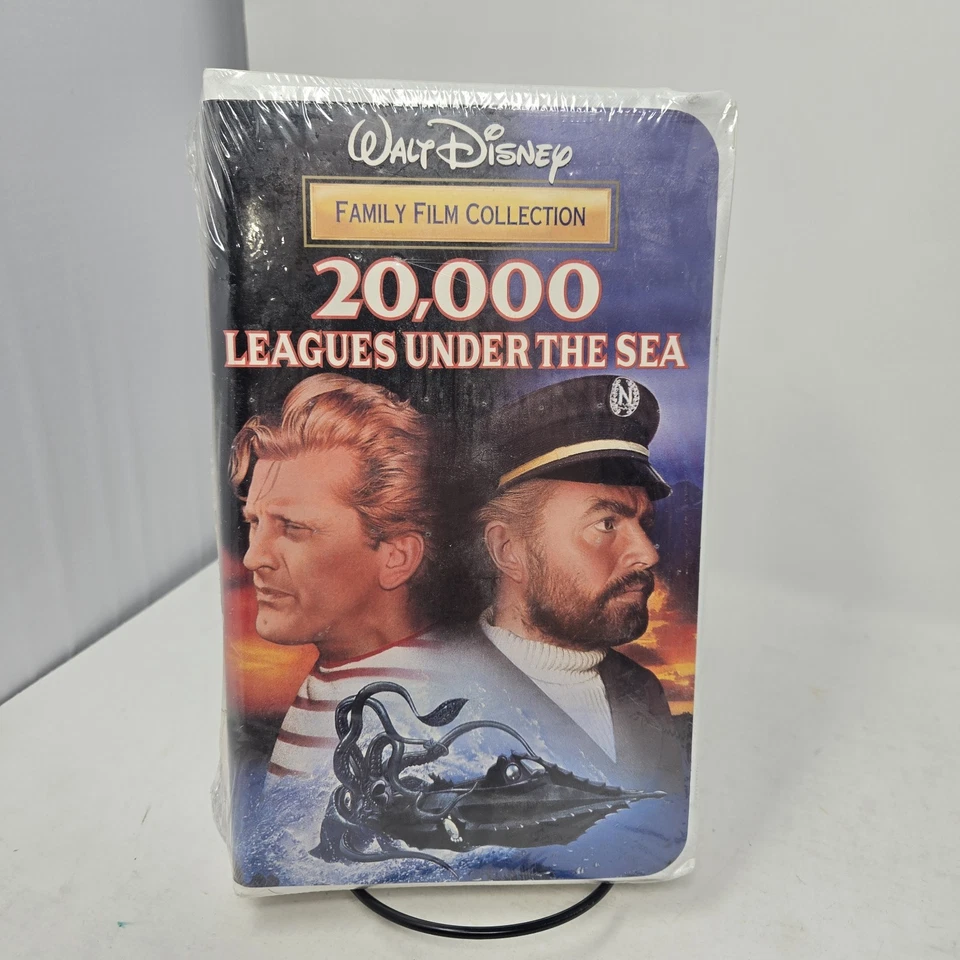 WALT DISNEY
FAMILY FILM COLLECTION
20,000
LEAGUES UNDER THE SEA
N